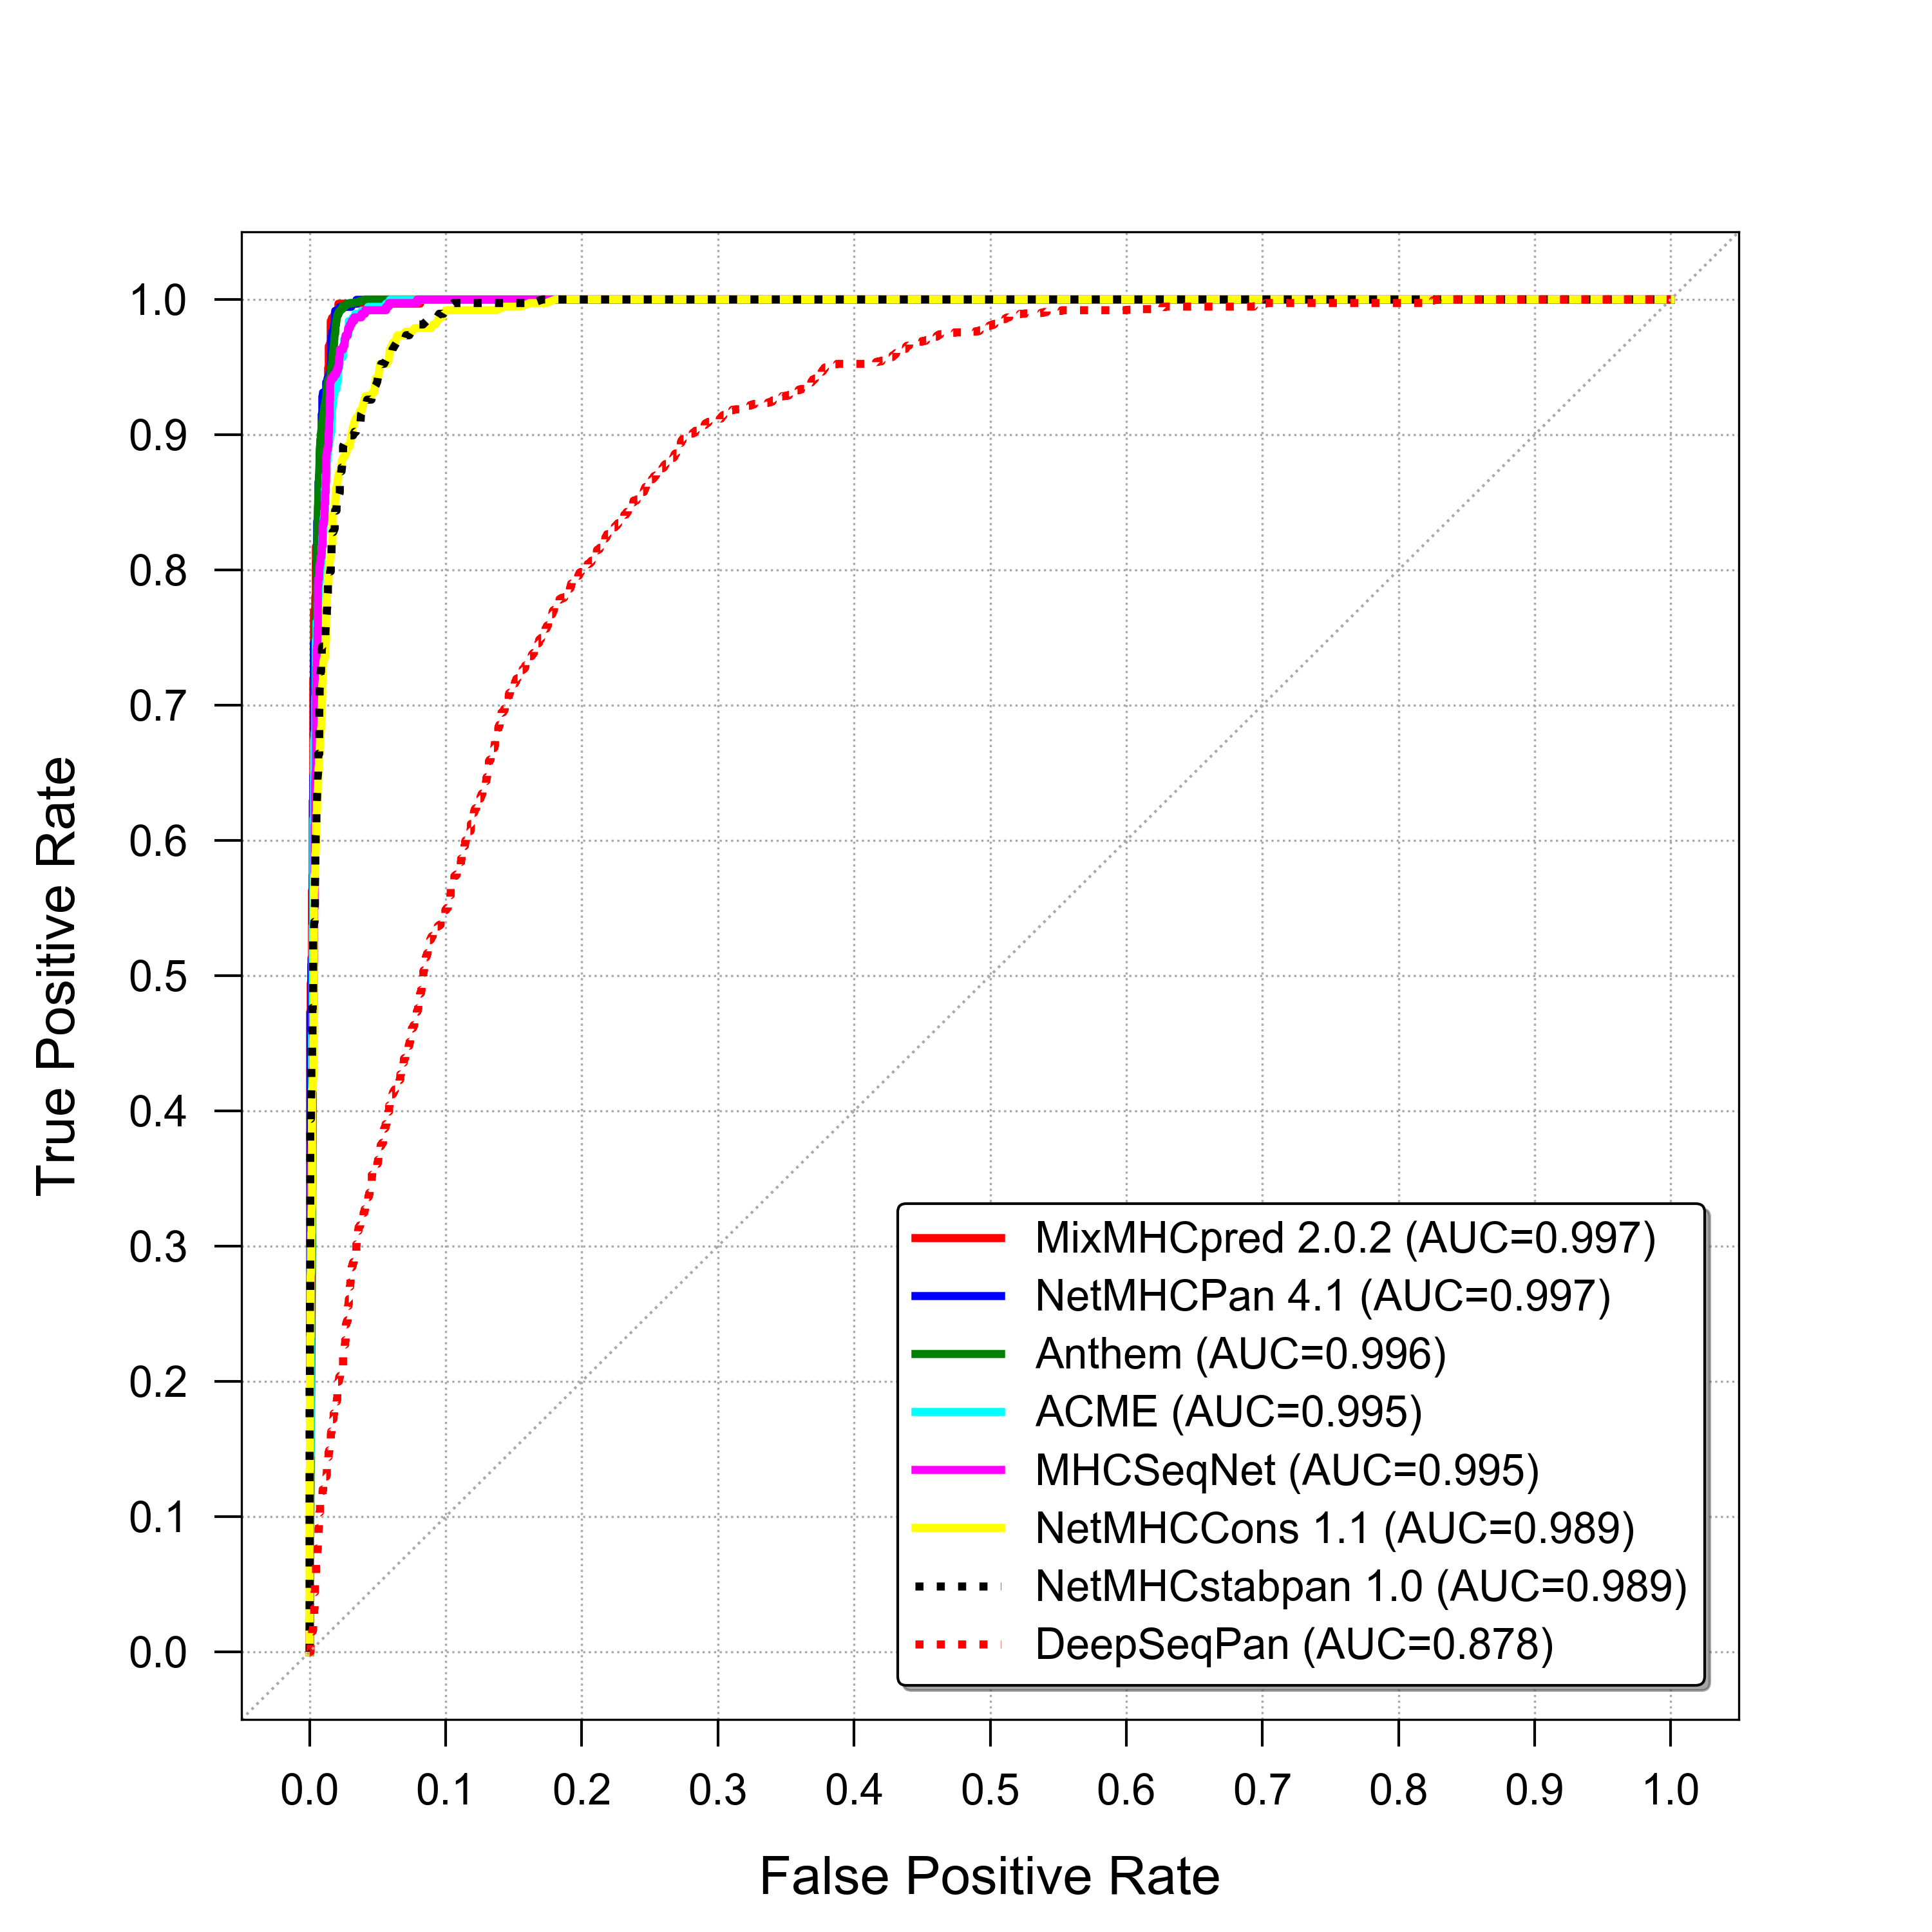 1.0
0.9
0.8
0.7
0.6
0.5
0.4
0.3
0.2
0.1
0.0
True Positive Rate
MixMHCpred 2.0.2 (AUC=0.997)
NetMHCPan 4.1 (AUC=0.997)
Anthem (AUC=0.996)
ACME (AUC=0.995)
MHCSeqNet (AUC=0.995)
NetMHCCons 1.1 (AUC=0.989)
NetMHCstabpan 1.0 (AUC=0.989)
DeepSeqPan (AUC=0.878)
0.0 0.1 0.2 0.3 0.4 0.5 0.6 0.7 0.8 0.9 1.0
False Positive Rate